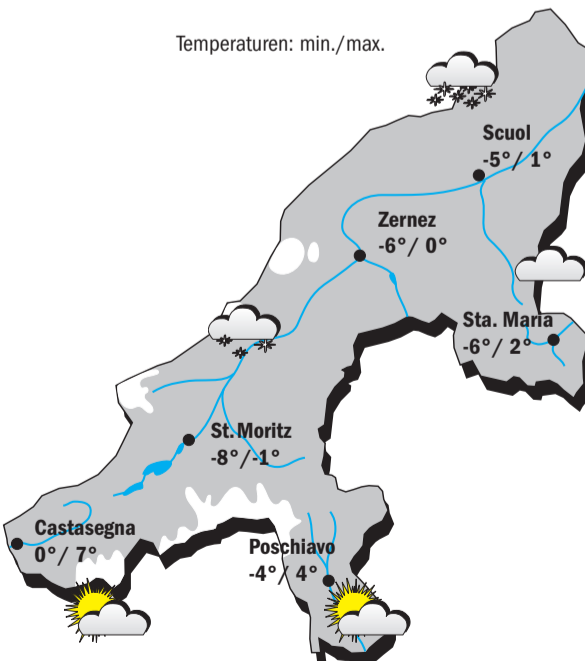 Temperaturen: min./max.
Scuol
-5°/ 1°
Zernez
-6°/ 0°
Sta. Maria
-6°/ 2°
St. Moritz
-8°/-1°
Castasegna
0°/ 7°
Poschiavo
-4°/ 4°